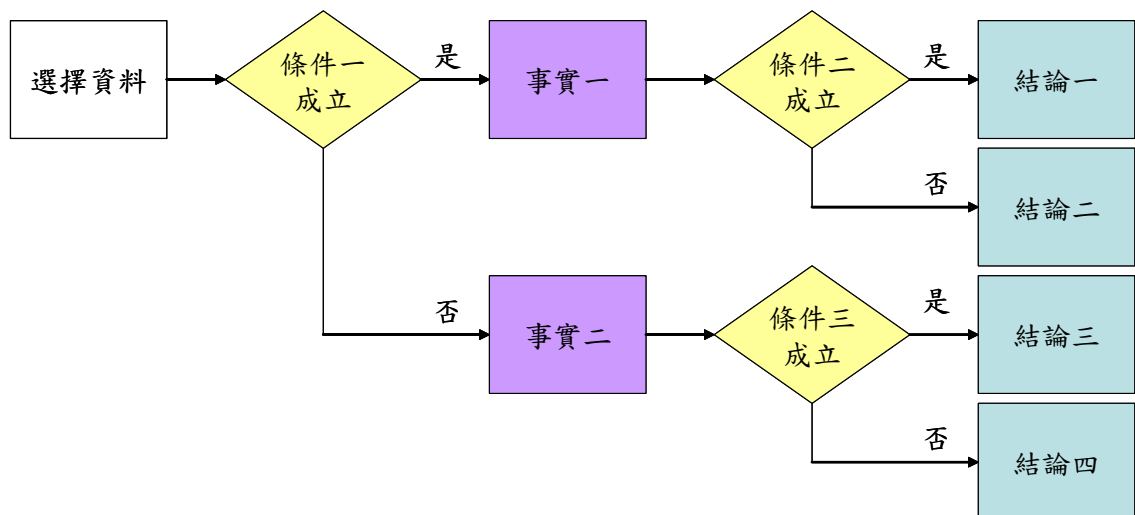 選擇資料
條件一
成立
是
事實一
條件二
成立
是
結論一
否
結論二
否
事實二
條件三
成立
是
結論三
否
結論四